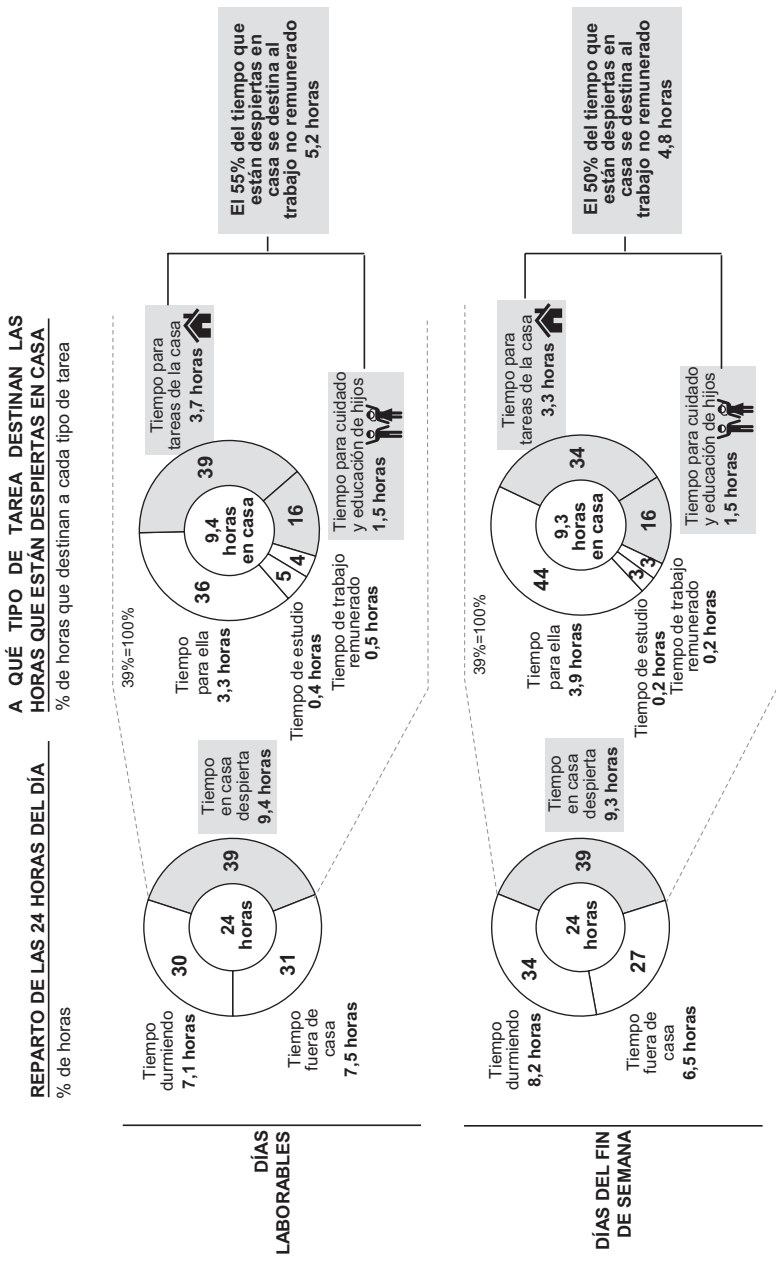 REPARTO DE LAS 24 HORAS DEL DÍA
% de horas
A QUÉ TIPO DE TAREA DESTINAN LAS
HORAS QUE ESTÁN DESPIERTAS EN CASA
% de horas que destinan a cada tipo de tarea
DÍAS
LABORABLES
Tiempo
durmiendo
7,1 horas
30
39
31
24
horas
Tiempo
fuera de
casa
7,5 horas
Tiempo
en casa
despierta
9,4 horas
39%=100%
Tiempo
para ella
3,3 horas
36
39
16
4
5
9,4
horas
en casa
Tiempo de estudio
0,4 horas
Tiempo de trabajo
remunerado
0,5 horas
Tiempo para
tareas de la casa
3,7 horas
Tiempo para cuidado
y educación de hijos
1,5 horas
El 55% del tiempo que
están despiertas en
casa se destina al
trabajo no remunerado
5,2 horas
DÍAS DEL FIN
DE SEMANA
Tiempo
durmiendo
8,2 horas
34
39
27
24
horas
Tiempo
fuera de
casa
6,5 horas
Tiempo
en casa
despierta
9,3 horas
39%=100%
Tiempo
para ella
3,9 horas
44
34
16
3
3
9,3
horas
en casa
Tiempo de estudio
0,2 horas
Tiempo de trabajo
remunerado
0,2 horas
Tiempo para
tareas de la casa
3,3 horas
Tiempo para cuidado
y educación de hijos
1,5 horas
El 50% del tiempo que
están despiertas en
casa se destina al
trabajo no remunerado
4,8 horas